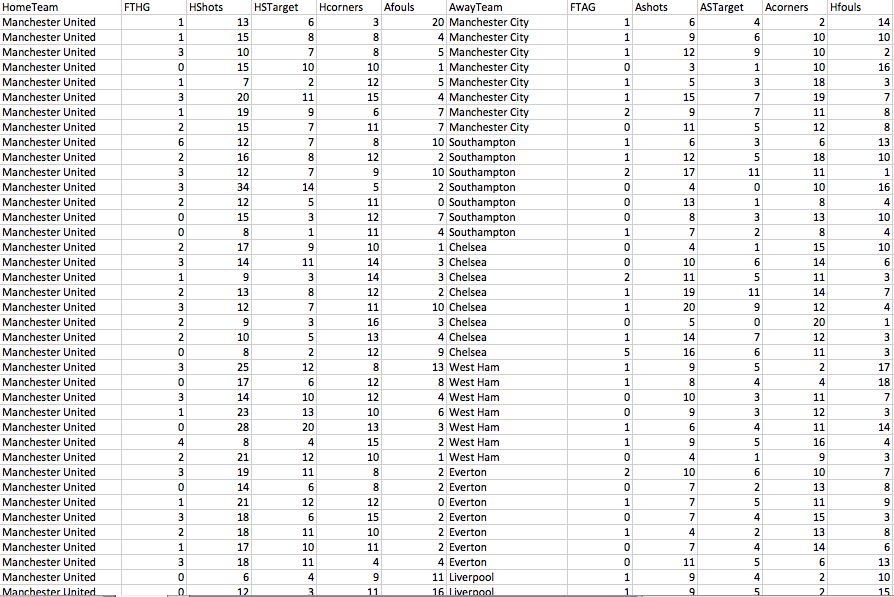 HomeTeam FTHG HShots HSTarget Hcorners Afouls AwayTeam FTAG Ashots ASTarget Acorners Hfouls
Manchester United 1 13 6 3 20 Manchester City 1 6 4 2 14
Manchester United 1 15 8 8 4 Manchester City 1 9 6 10 10
Manchester United 3 10 7 8 5 Manchester City 1 12 9 10 2
Manchester United 0 15 10 10 1 Manchester City 0 3 1 10 16
Manchester United 1 7 2 12 5 Manchester City 1 5 3 18 3
Manchester United 3 20 11 15 4 Manchester City 1 15 7 19 7
Manchester United 1 19 9 6 7 Manchester City 2 9 7 11 8
Manchester United 2 15 7 11 7 Manchester City 0 11 5 12 8
Manchester United 6 12 7 8 10 Southampton 1 6 3 6 13
Manchester United 2 16 8 12 2 Southampton 1 12 5 18 10
Manchester United 3 12 7 9 10 Southampton 2 17 11 11 1
Manchester United 3 34 14 5 2 Southampton 0 4 0 10 16
Manchester United 2 12 5 11 0 Southampton 0 13 1 8 4
Manchester United 0 15 3 12 7 Southampton 0 8 3 13 10
Manchester United 0 8 1 11 4 Southampton 1 7 2 8 4
Manchester United 2 17 9 10 1 Chelsea 0 4 1 15 10
Manchester United 3 14 11 14 3 Chelsea 0 10 6 14 6
Manchester United 1 9 3 14 3 Chelsea 2 11 5 11 3
Manchester United 2 13 8 12 2 Chelsea 1 19 11 14 7
Manchester United 3 12 7 11 10 Chelsea 1 20 9 12 4
Manchester United 2 9 3 16 3 Chelsea 0 5 0 20 1
Manchester United 2 10 5 13 4 Chelsea 1 14 7 12 3
Manchester United 0 8 2 12 9 Chelsea 5 16 6 11 3
Manchester United 3 25 12 8 13 West Ham 1 9 5 2 17
Manchester United 0 17 6 12 8 West Ham 1 8 4 4 18
Manchester United 3 14 10 12 4 West Ham 0 10 3 11 7
Manchester United 1 23 13 10 6 West Ham 0 9 3 12 3
Manchester United 0 28 20 13 3 West Ham 1 6 4 11 14
Manchester United 4 8 4 15 2 West Ham 1 9 5 16 4
Manchester United 2 21 12 10 1 West Ham 0 4 1 9 3
Manchester United 3 19 11 8 2 Everton 2 10 6 10 7
Manchester United 0 14 6 8 2 Everton 0 7 2 13 8
Manchester United 1 21 12 12 0 Everton 1 7 5 11 9
Manchester United 3 18 6 15 2 Everton 0 7 4 15 3
Manchester United 2 18 11 10 2 Everton 1 4 2 13 8
Manchester United 1 17 10 11 2 Everton 0 7 4 14 6
Manchester United 3 18 11 4 4 Everton 0 11 5 6 13
Manchester United 0 6 4 9 11 Liverpool 1 9 4 2 10
Manchester United 0 12 3 11 16 Liverpool 1 9 5 2 15